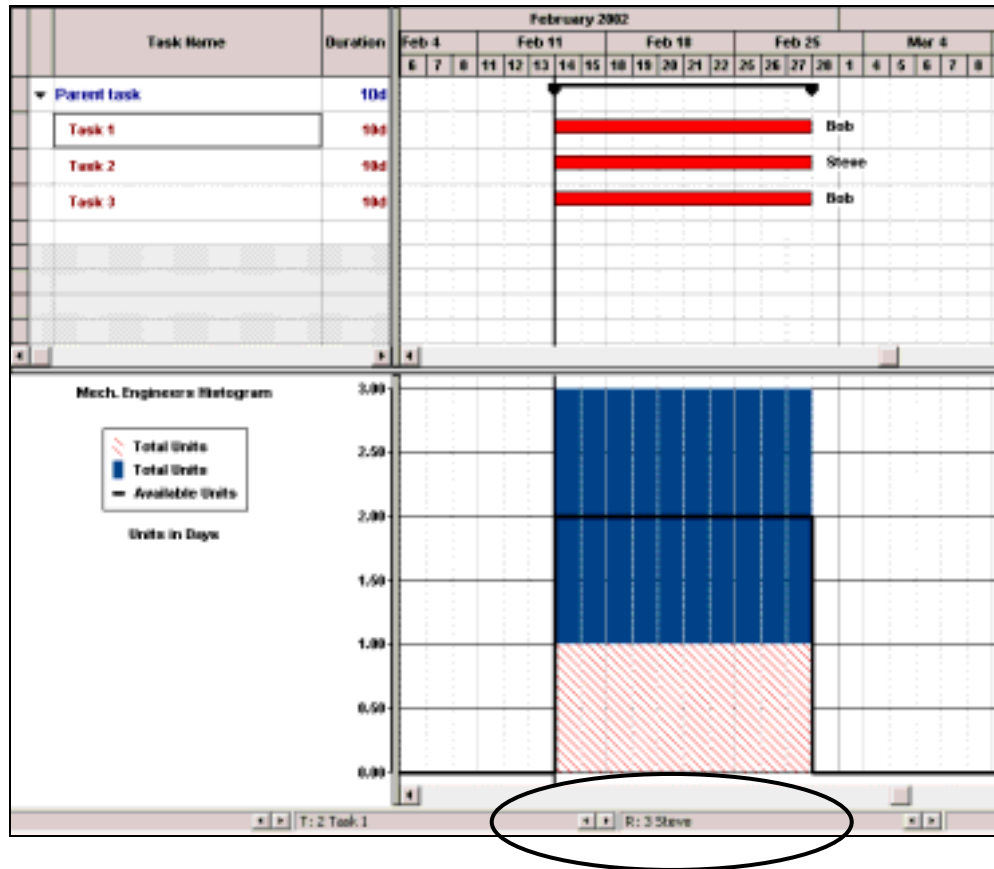 February 2002
Task Name Duration Feb 4 Feb 11 Feb 18 Feb 25 Mar 4
6 7 8 11 12 13 14 15 18 19 20 21 22 25 26 27 28 1 4 5 6 7 8
Parent task 10d
Task 1 10d Bob
Task 2 10d Steve
Task 3 10d Bob
Mech. Engineers Histogram 3.00
Total Units
2.50
Total Units
Available Units
2.00
Units in Days
1.50
1.00
0.50
0.00
T: 2 Task 1 R: 3 Steve